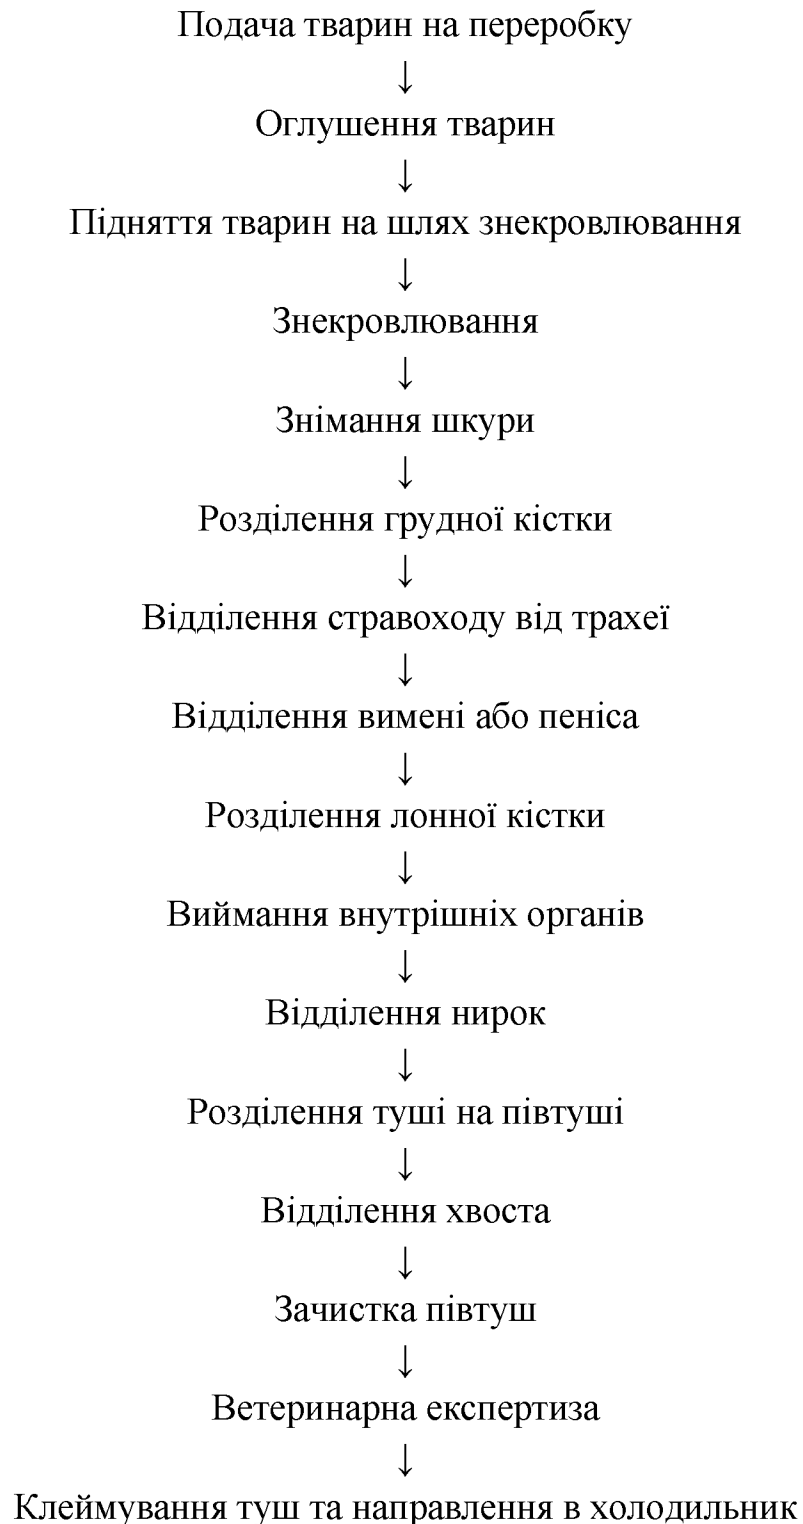 Подача тварин на переробку
↓
Оглушення тварин
↓
Підняття тварин на шлях знекровлювання
↓
Знекровлювання
↓
Знімання шкури
↓
Розділення грудної кістки
↓
Відділення стравоходу від трахеї
↓
Відділення вимені або пеніса
↓
Розділення лонної кістки
↓
Виймання внутрішніх органів
↓
Відділення нирок
↓
Розділення туші на півтуші
↓
Відділення хвоста
↓
Зачистка півтуш
↓
Ветеринарна експертиза
↓
Клеймування туш та направлення в холодильник